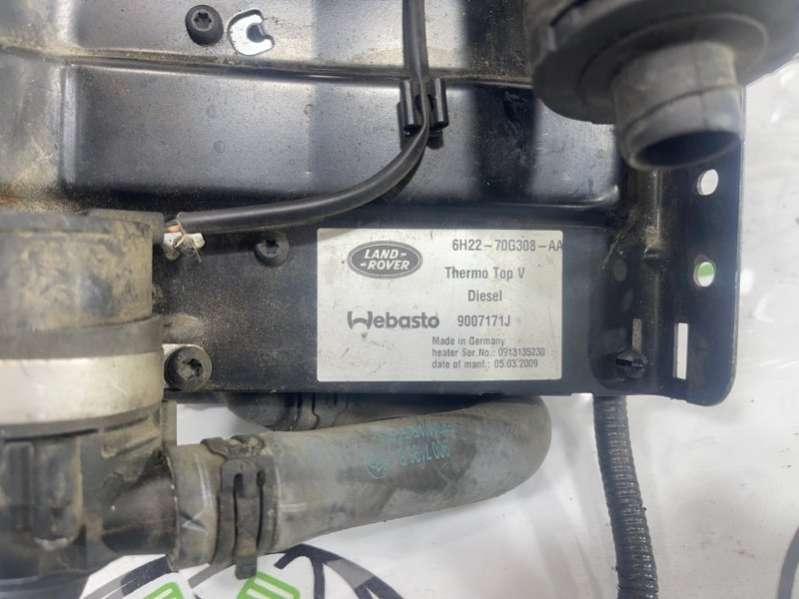 LAND-
-ROVER
6H22-70G308-AA
Thermo Top V
Diesel
Webasto 9007171J
Made in Germany
heater Ser.No.: 0913135230
date of manf.: 05.03.2009